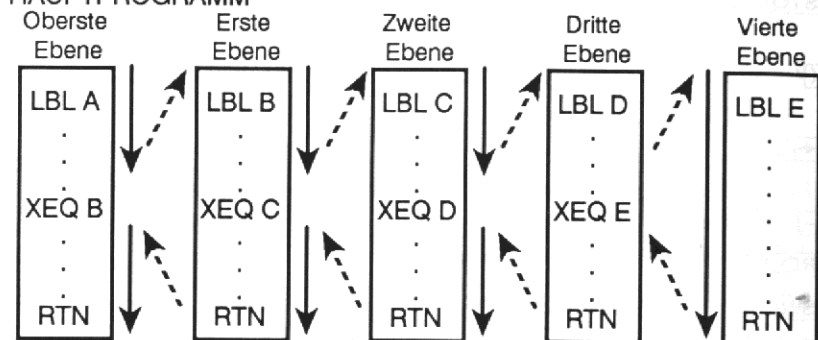 HAUPTPROGRAMM
Oberste
Ebene
Erste
Ebene
Zweite
Ebene
Dritte
Ebene
Vierte
Ebene
LBL A
XEQ B
RTN
LBL B
XEQ C
RTN
LBL C
XEQ D
RTN
LBL D
XEQ E
RTN
LBL E
RTN